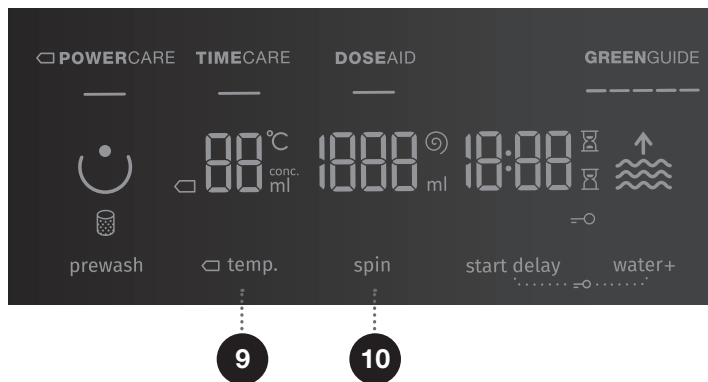 POWERCARE TIMECARE DOSEAID GREENGUIDE
88 °C conc. ml 1888 ml 18:88
prewash temp. spin start delay water+
9 10